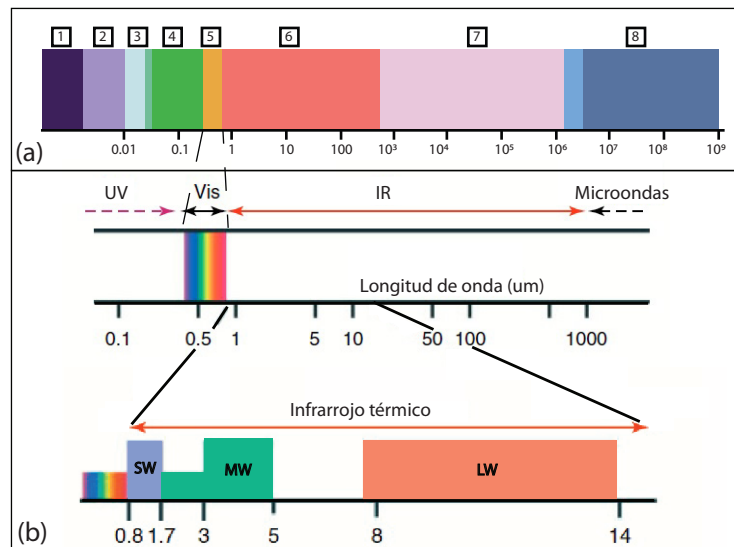 1 2 3 4 5 6 7 8
0.01 0.1 1 10 100 10³ 10⁴ 10⁵ 10⁶ 10⁷ 10⁸ 10⁹
(a)
UV Vis IR Microondas
Longitud de onda (um)
0.1 0.5 1 5 10 50 100 1000
Infrarrojo térmico
SW MW LW
0.8 1.7 3 5 8 14
(b)